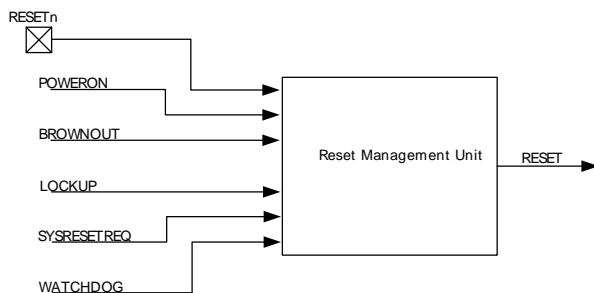 RESETn
POWERON
BROWNOUT
LOCKUP
SYSRESETREQ
WATCHDOG
Reset Management Unit
RESET